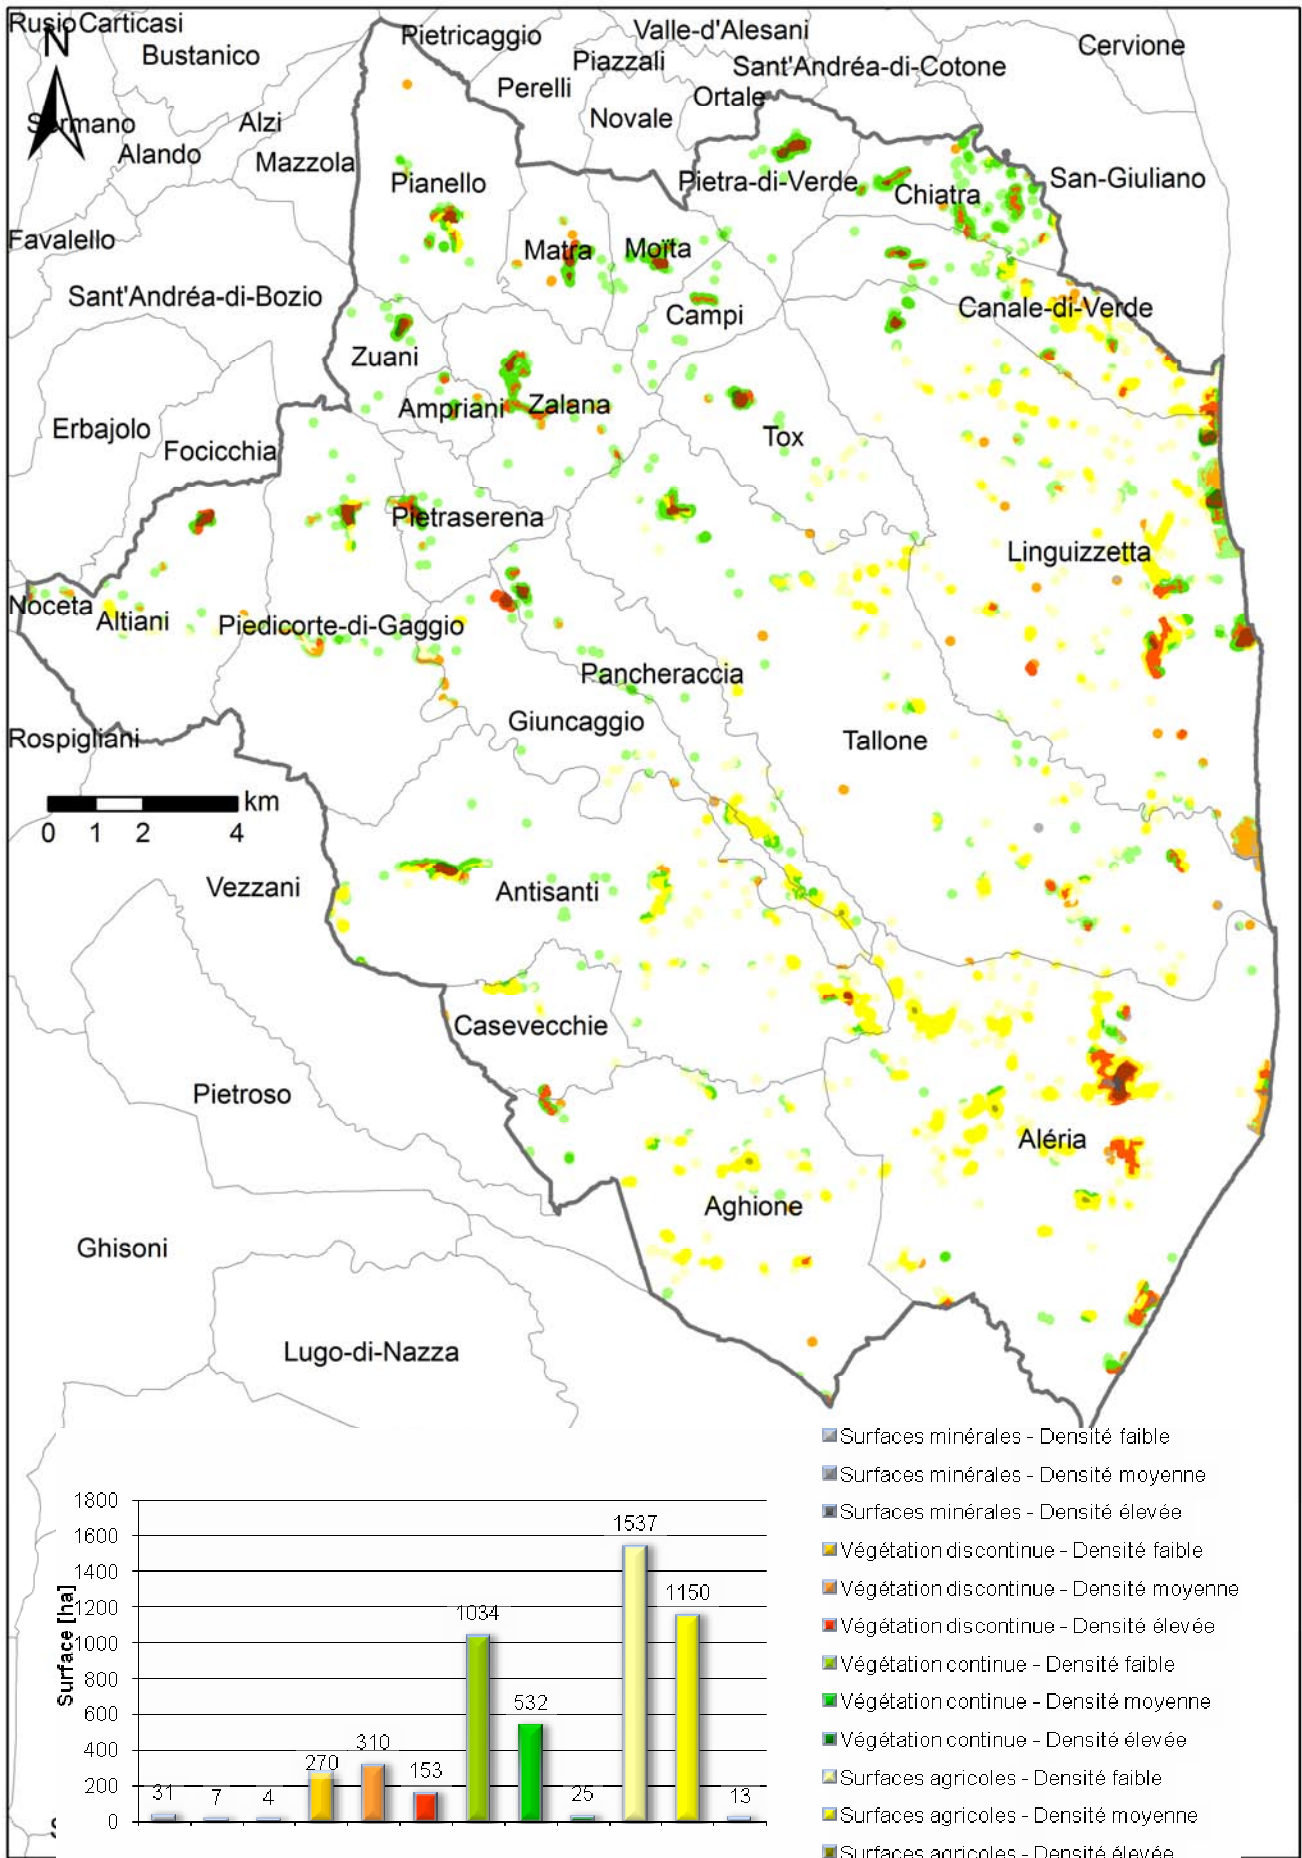 Rusio Carticasi
Pietricaggio
Valle-d'Alesani
Cervione
N
Bustanico
Piazzali
Sant'Andréa-di-Cotone
Perelli
Ortale
Novale
Sermano
Alzi
Alando
Mazzola
Pianello
Pietra-di-Verde
Chiatra
San-Giuliano
Favalello
Matra
Moïta
Sant'Andréa-di-Bozio
Campi
Canale-di-Verde
Zuani
Ampriani
Zalana
Erbajolo
Focicchia
Tox
Pietraserena
Linguizzetta
Noceta
Altiani
Piedicorte-di-Gaggio
Pancheraccia
Giuncaggio
Rospigliani
Tallone
km
0 1 2 4
Vezzani
Antisanti
Casevecchie
Pietroso
Aléria
Aghione
Ghisoni
Lugo-di-Nazza
Surfaces minérales - Densité faible
Surfaces minérales - Densité moyenne
Surfaces minérales - Densité élevée
Végétation discontinue - Densité faible
Végétation discontinue - Densité moyenne
Végétation discontinue - Densité élevée
Végétation continue - Densité faible
Végétation continue - Densité moyenne
Végétation continue - Densité élevée
Surfaces agricoles - Densité faible
Surfaces agricoles - Densité moyenne
Surfaces agricoles - Densité élevée
Surface [ha]
1800
1600
1400
1200
1000
800
600
400
200
0
31 7 4 270 310 153 1034 532 25 1537 1150 13